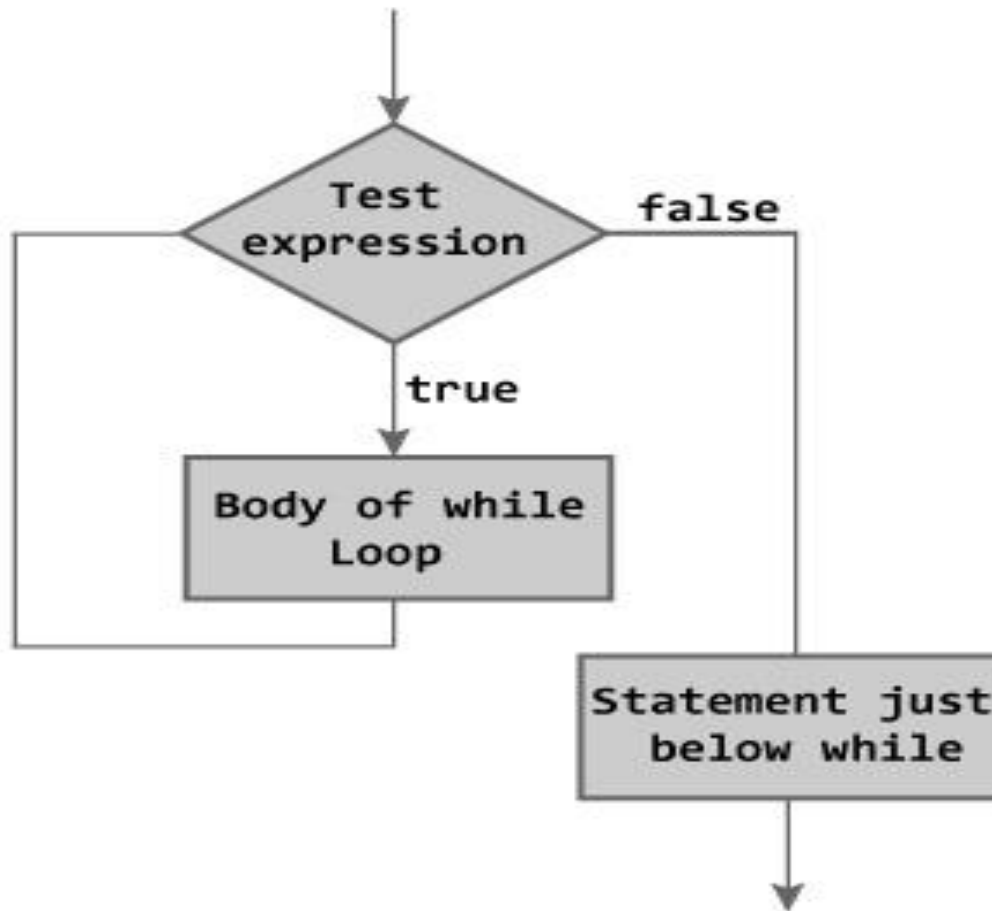 Test
expression
false
true
Body of while
Loop
Statement just
below while